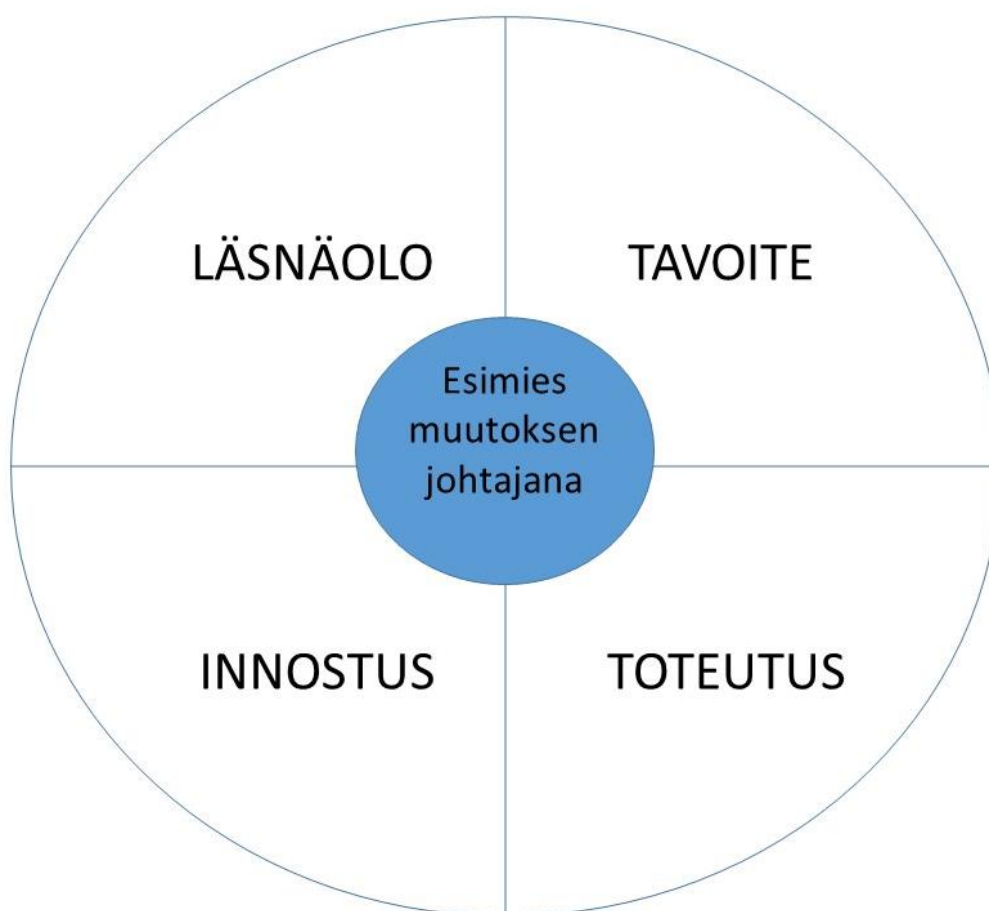 LÄSNÄOLO
TAVOITE
Esimies
muutoksen
johtajana
INNOSTUS
TOTEUTUS